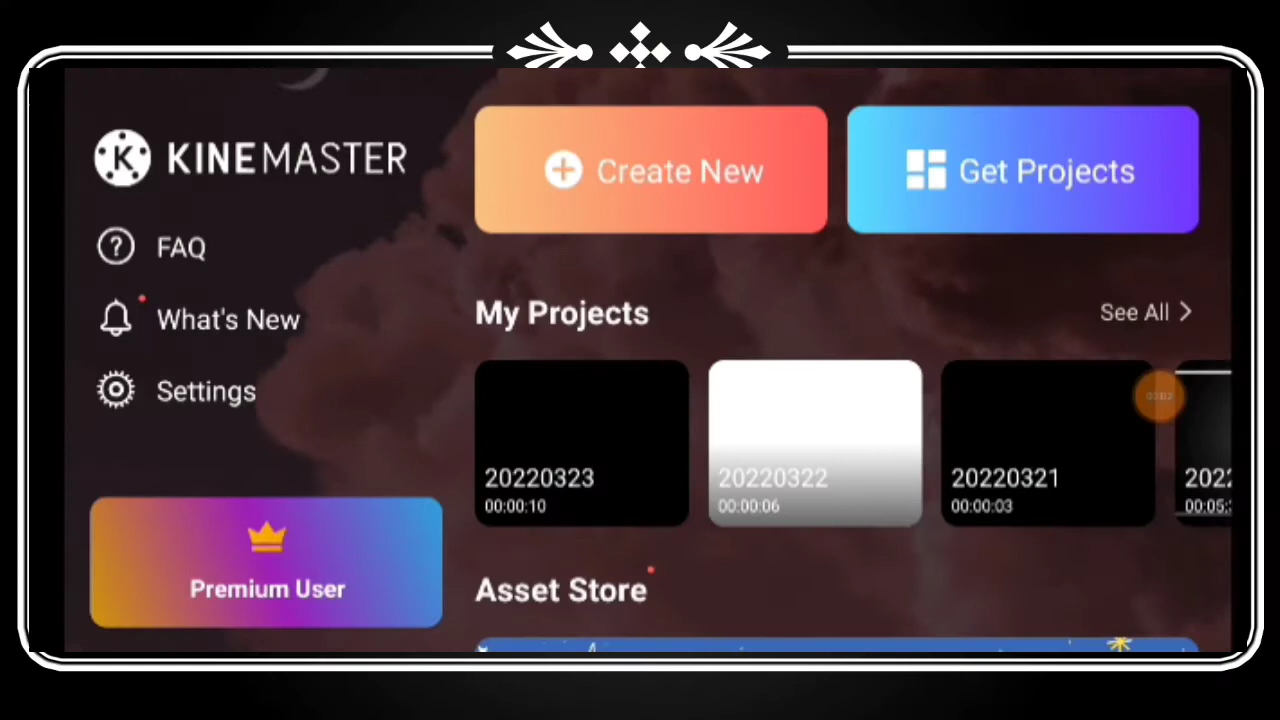 KINEMASTER
FAQ
What's New
Settings
Premium User
Create New
Get Projects
My Projects
See All
20220323
00:00:10
20220322
00:00:06
20220321
00:00:03
Asset Store